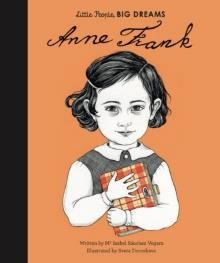 Little People, BIG DREAMS
Anne Frank
Written by Mª Isabel Sánchez Vegara
Illustrated by Sveta Dorosheva